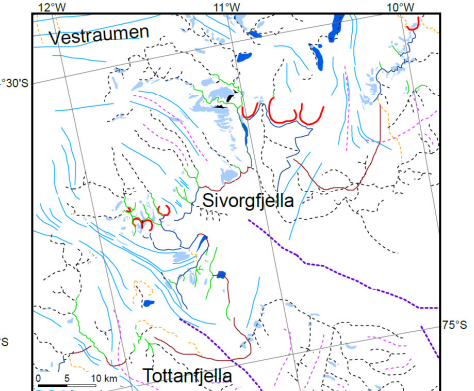 12°W 11°W 10°W
Vestraumen
°30'S
Sivorgfjella
75°S
°S
Tottanfjella
0 5 10 km